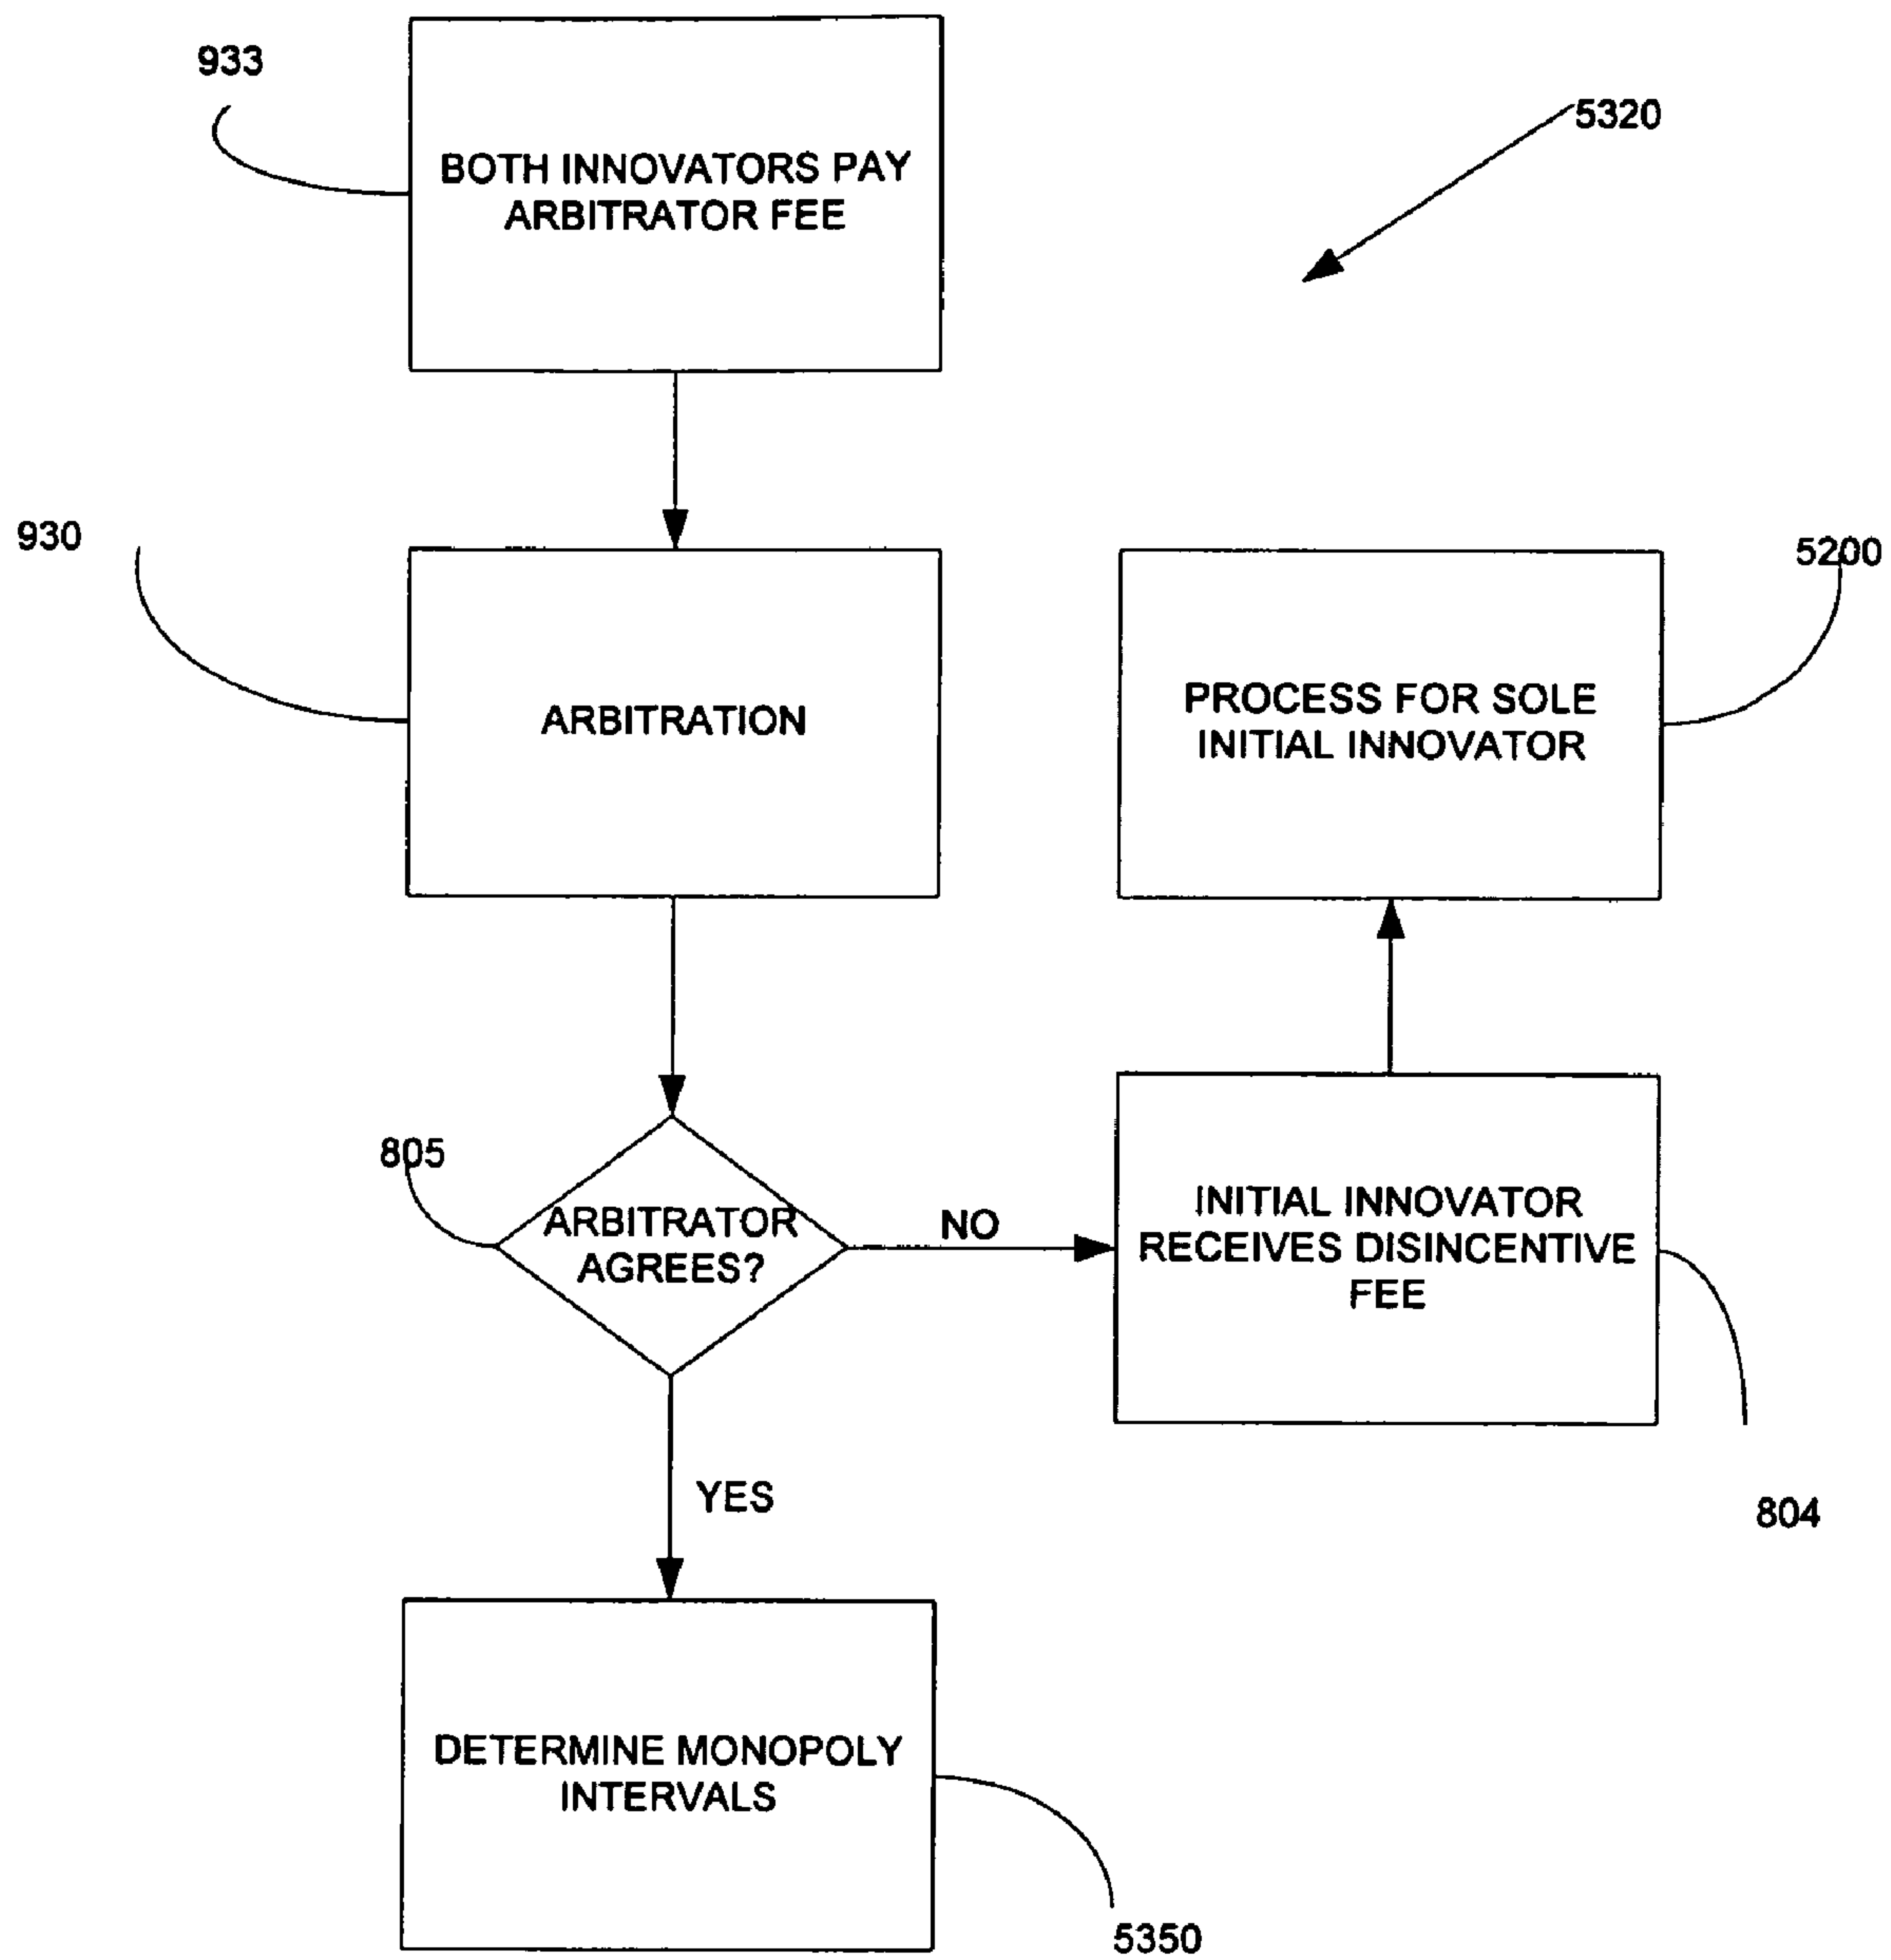 933
BOTH INNOVATORS PAY
ARBITRATOR FEE
5320
930
ARBITRATION
5200
PROCESS FOR SOLE
INITIAL INNOVATOR
805
ARBITRATOR
AGREES?
NO
INITIAL INNOVATOR
RECEIVES DISINCENTIVE
FEE
YES
804
DETERMINE MONOPOLY
INTERVALS
5350